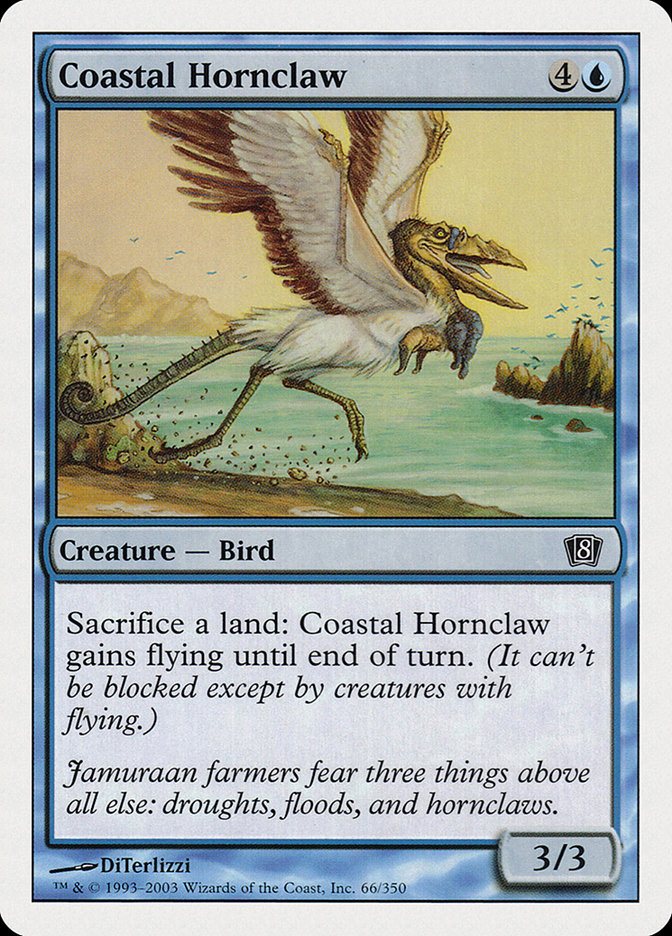 Coastal Hornclaw 4
Creature — Bird
8
Sacrifice a land: Coastal Hornclaw
gains flying until end of turn. (It can't
be blocked except by creatures with
flying.)
Jamuraan farmers fear three things above
all else: droughts, floods, and hornclaws.
3/3
DiTerlizzi
™ & © 1993–2003 Wizards of the Coast, Inc. 66/350